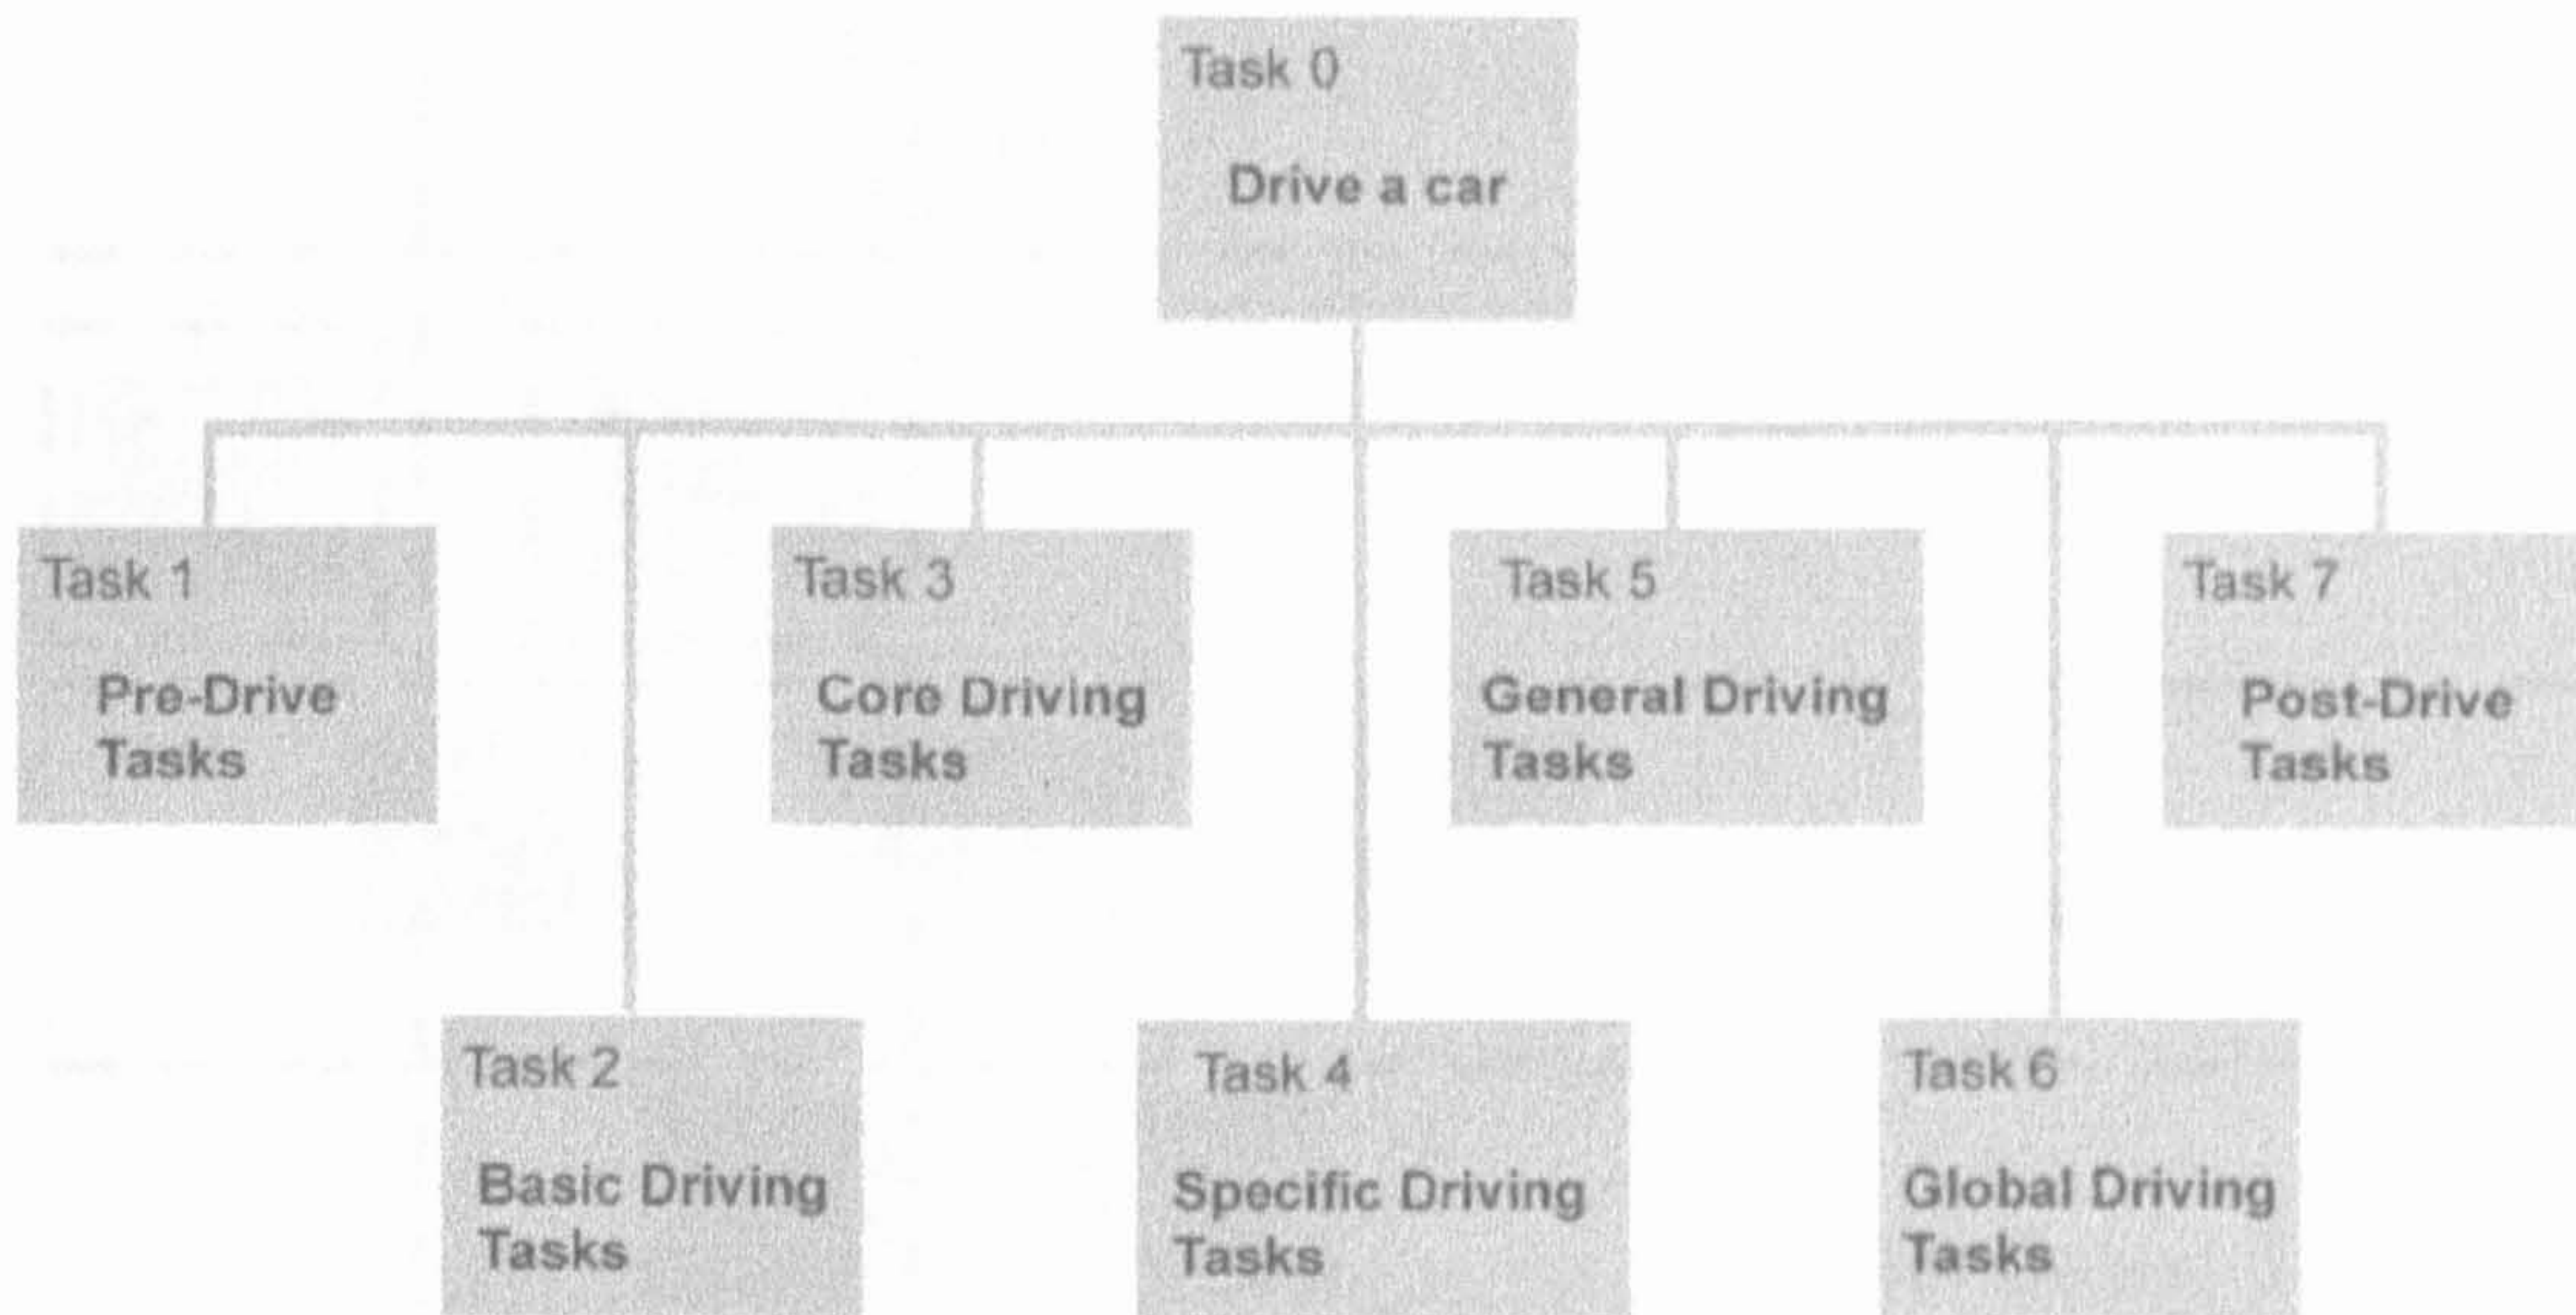 Task 0
Drive a car
Task 1
Pre-Drive
Tasks
Task 3
Core Driving
Tasks
Task 5
General Driving
Tasks
Task 7
Post-Drive
Tasks
Task 2
Basic Driving
Tasks
Task 4
Specific Driving
Tasks
Task 6
Global Driving
Tasks